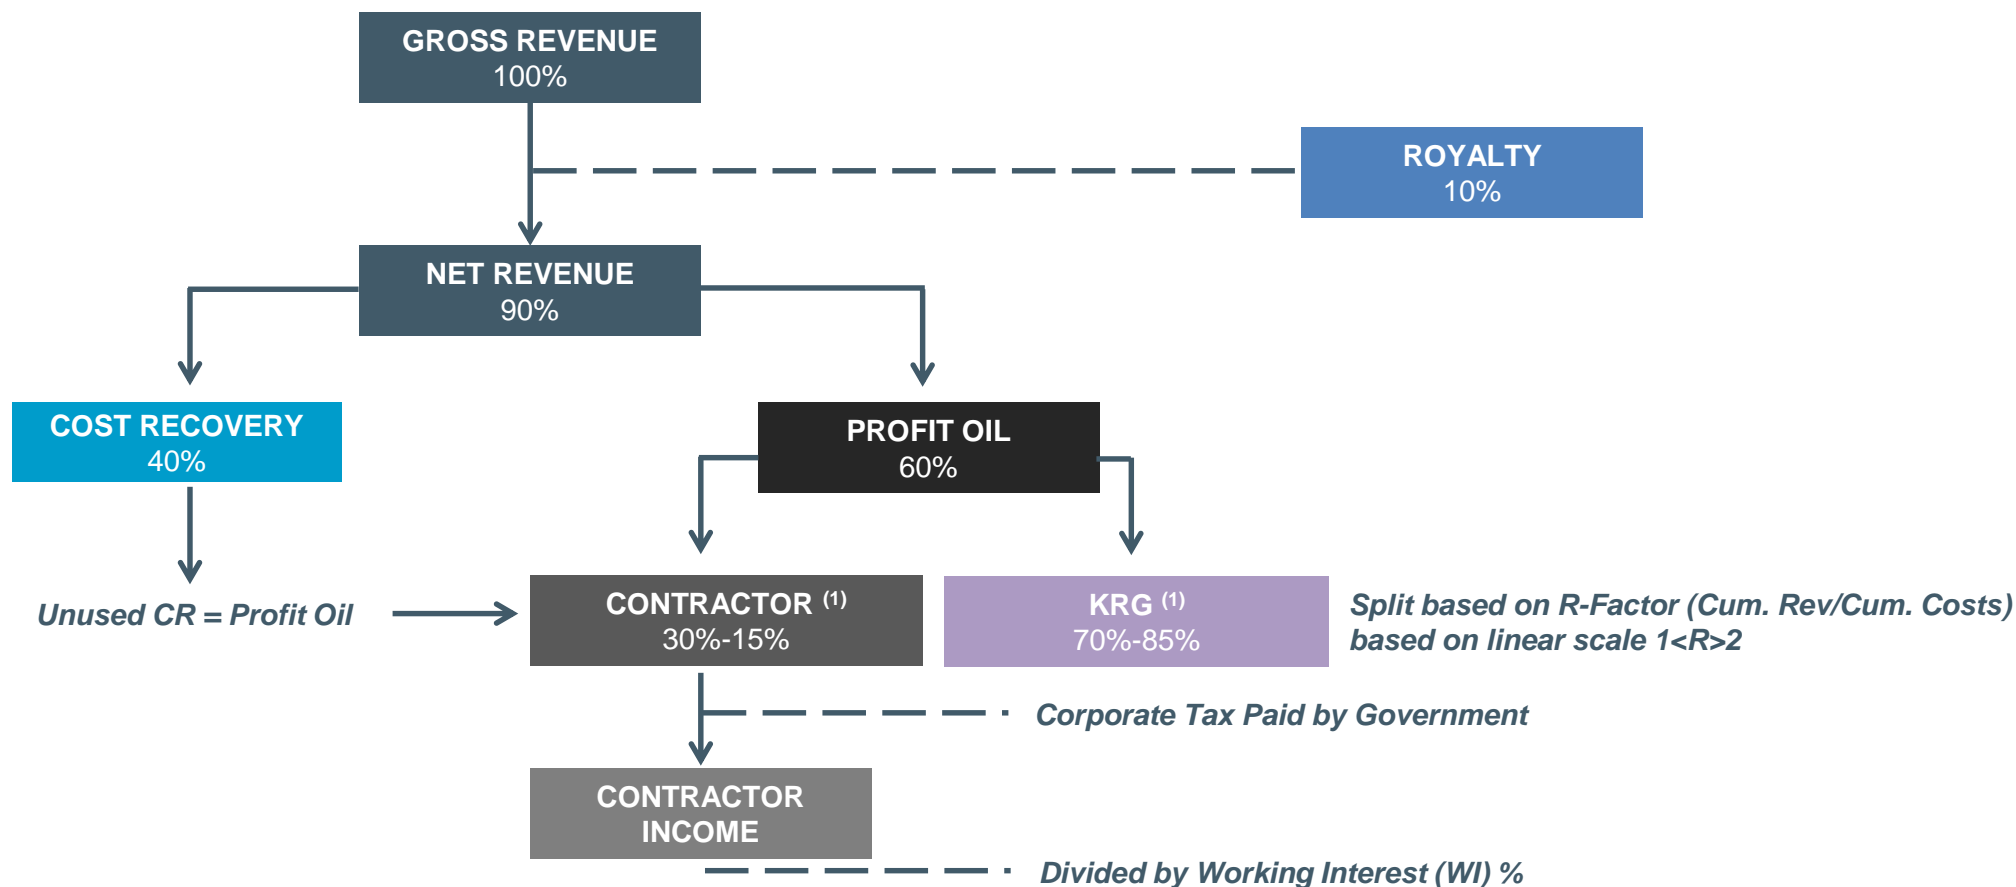 GROSS REVENUE
100%
ROYALTY
10%
NET REVENUE
90%
COST RECOVERY
40%
PROFIT OIL
60%
Unused CR = Profit Oil
CONTRACTOR (1)
30%-15%
KRG (1)
70%-85%
Split based on R-Factor (Cum. Rev/Cum. Costs)
based on linear scale 1<R>2
Corporate Tax Paid by Government
CONTRACTOR
INCOME
Divided by Working Interest (WI) %